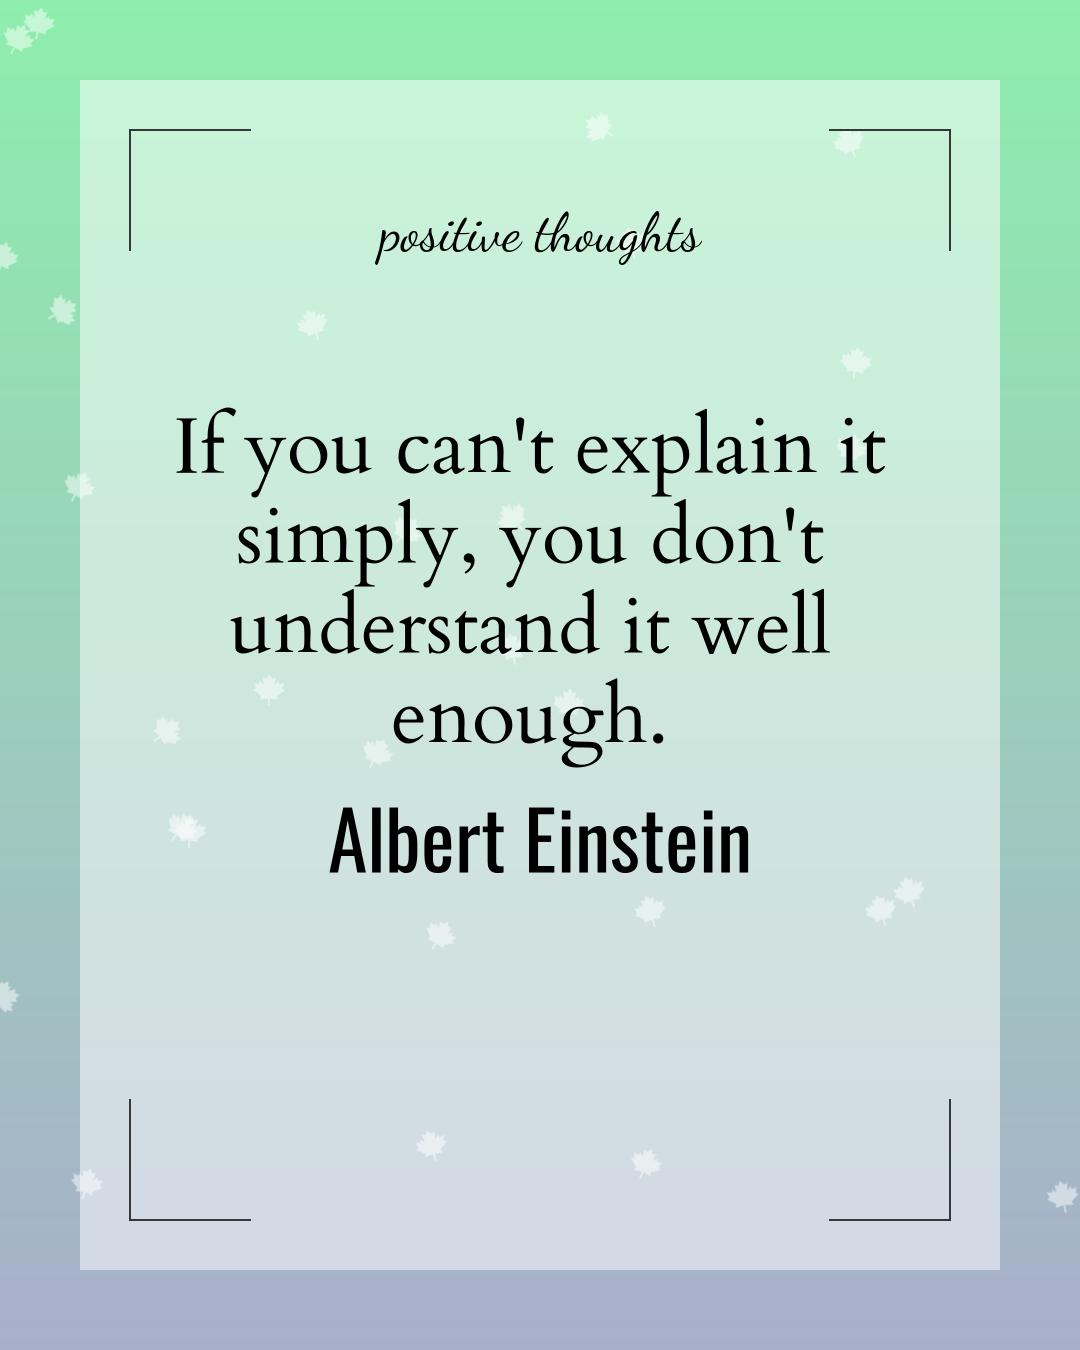 positive thoughts
If you can't explain it
simply, you don't
understand it well
enough.
Albert Einstein